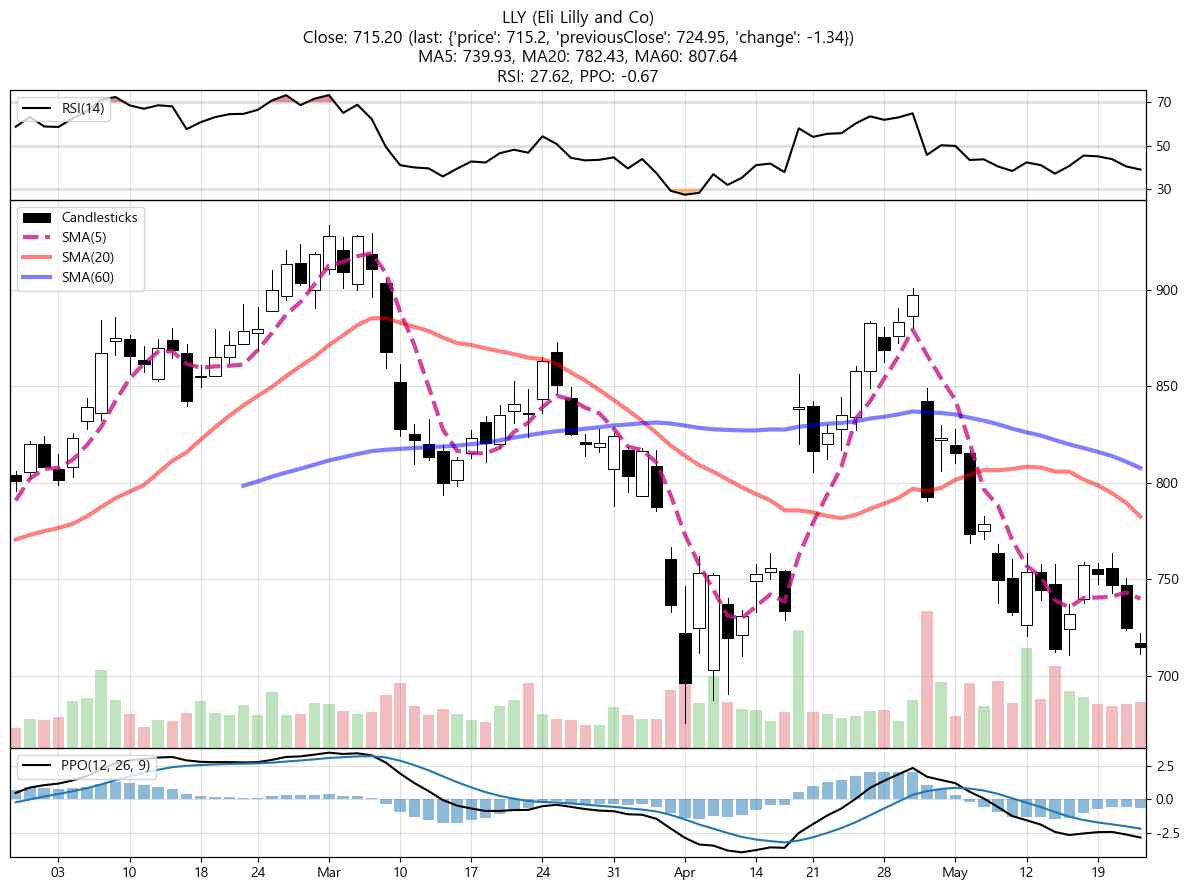 LLY (Eli Lilly and Co)
Close: 715.20 (last: {'price': 715.2, 'previousClose': 724.95, 'change': -1.34})
MA5: 739.93, MA20: 782.43, MA60: 807.64
RSI: 27.62, PPO: -0.67
RSI(14)
70
50
30
Candlesticks
SMA(5)
SMA(20)
SMA(60)
900
850
800
750
700
PPO(12, 26, 9)
2.5
0.0
−2.5
03 10 18 24 Mar 10 17 24 31 Apr 14 21 28 May 12 19